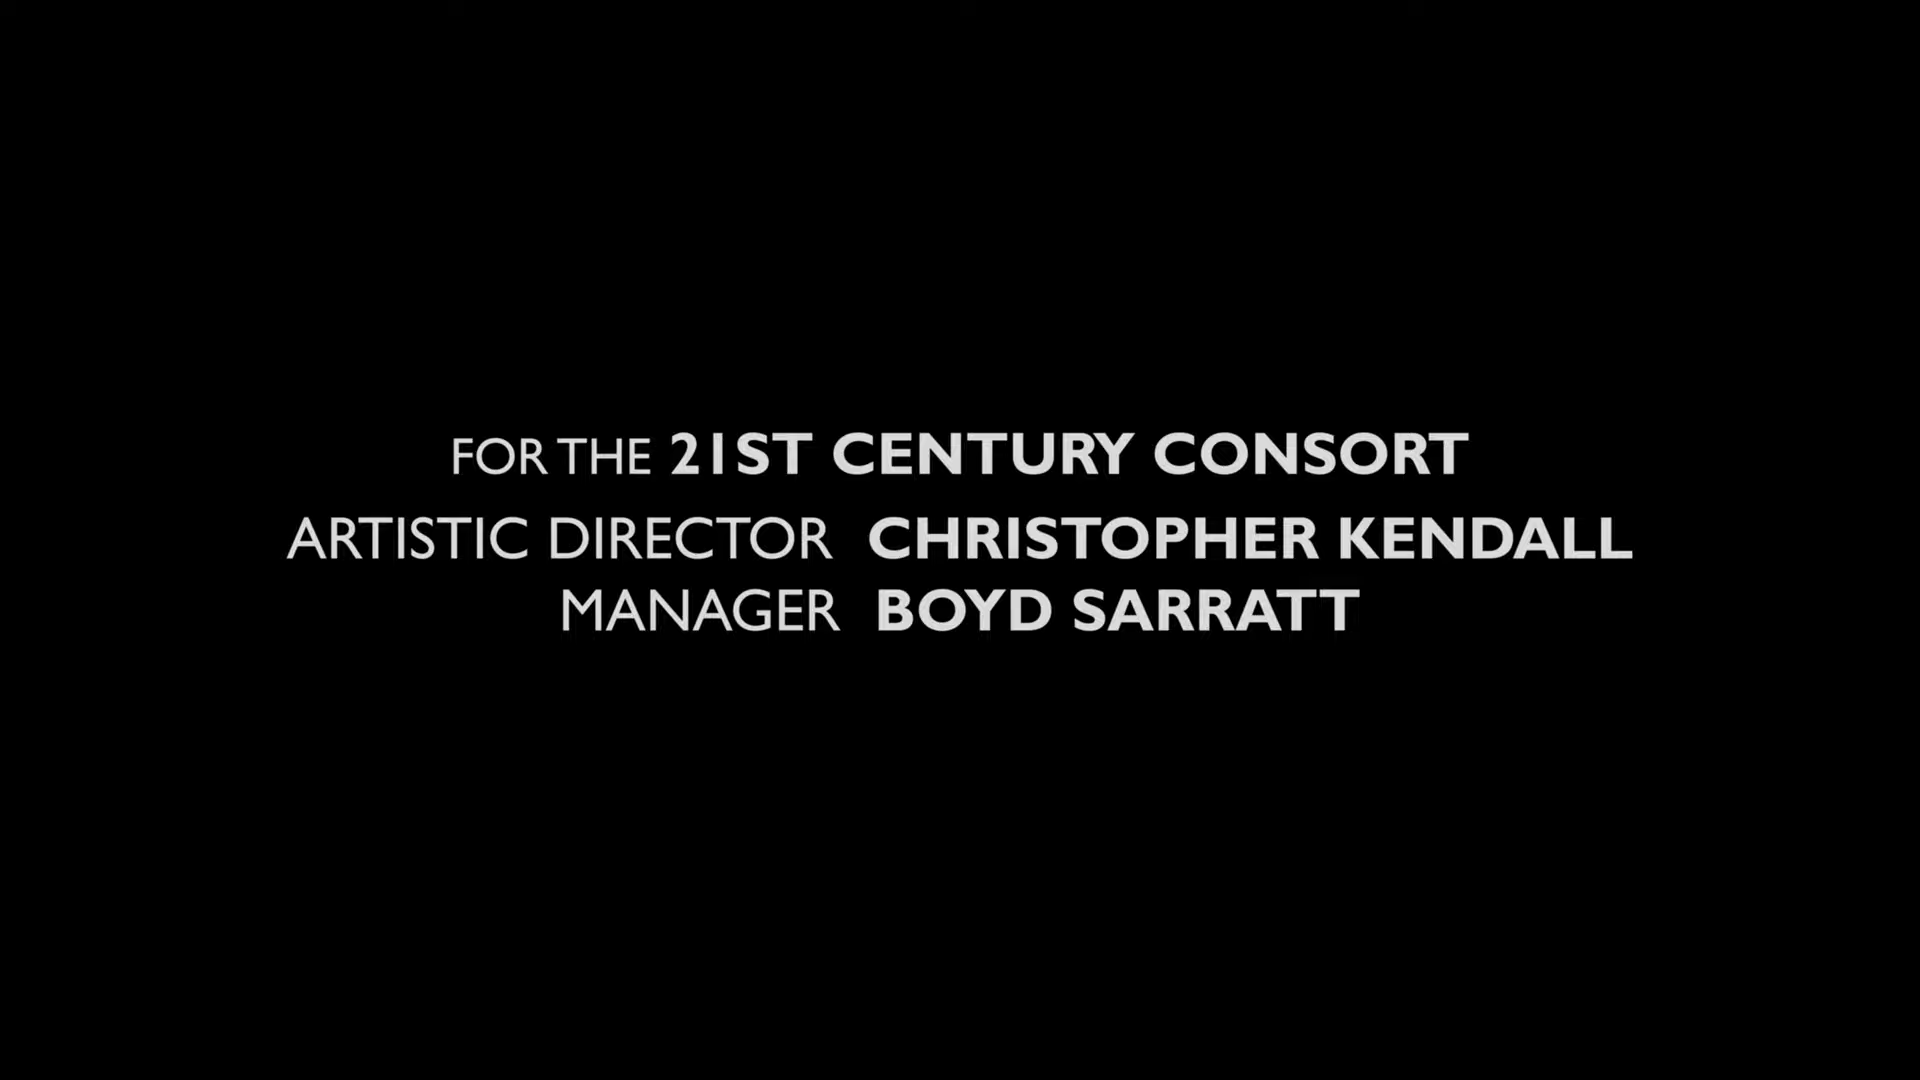 FOR THE 21ST CENTURY CONSORT
ARTISTIC DIRECTOR CHRISTOPHER KENDALL
MANAGER BOYD SARRATT